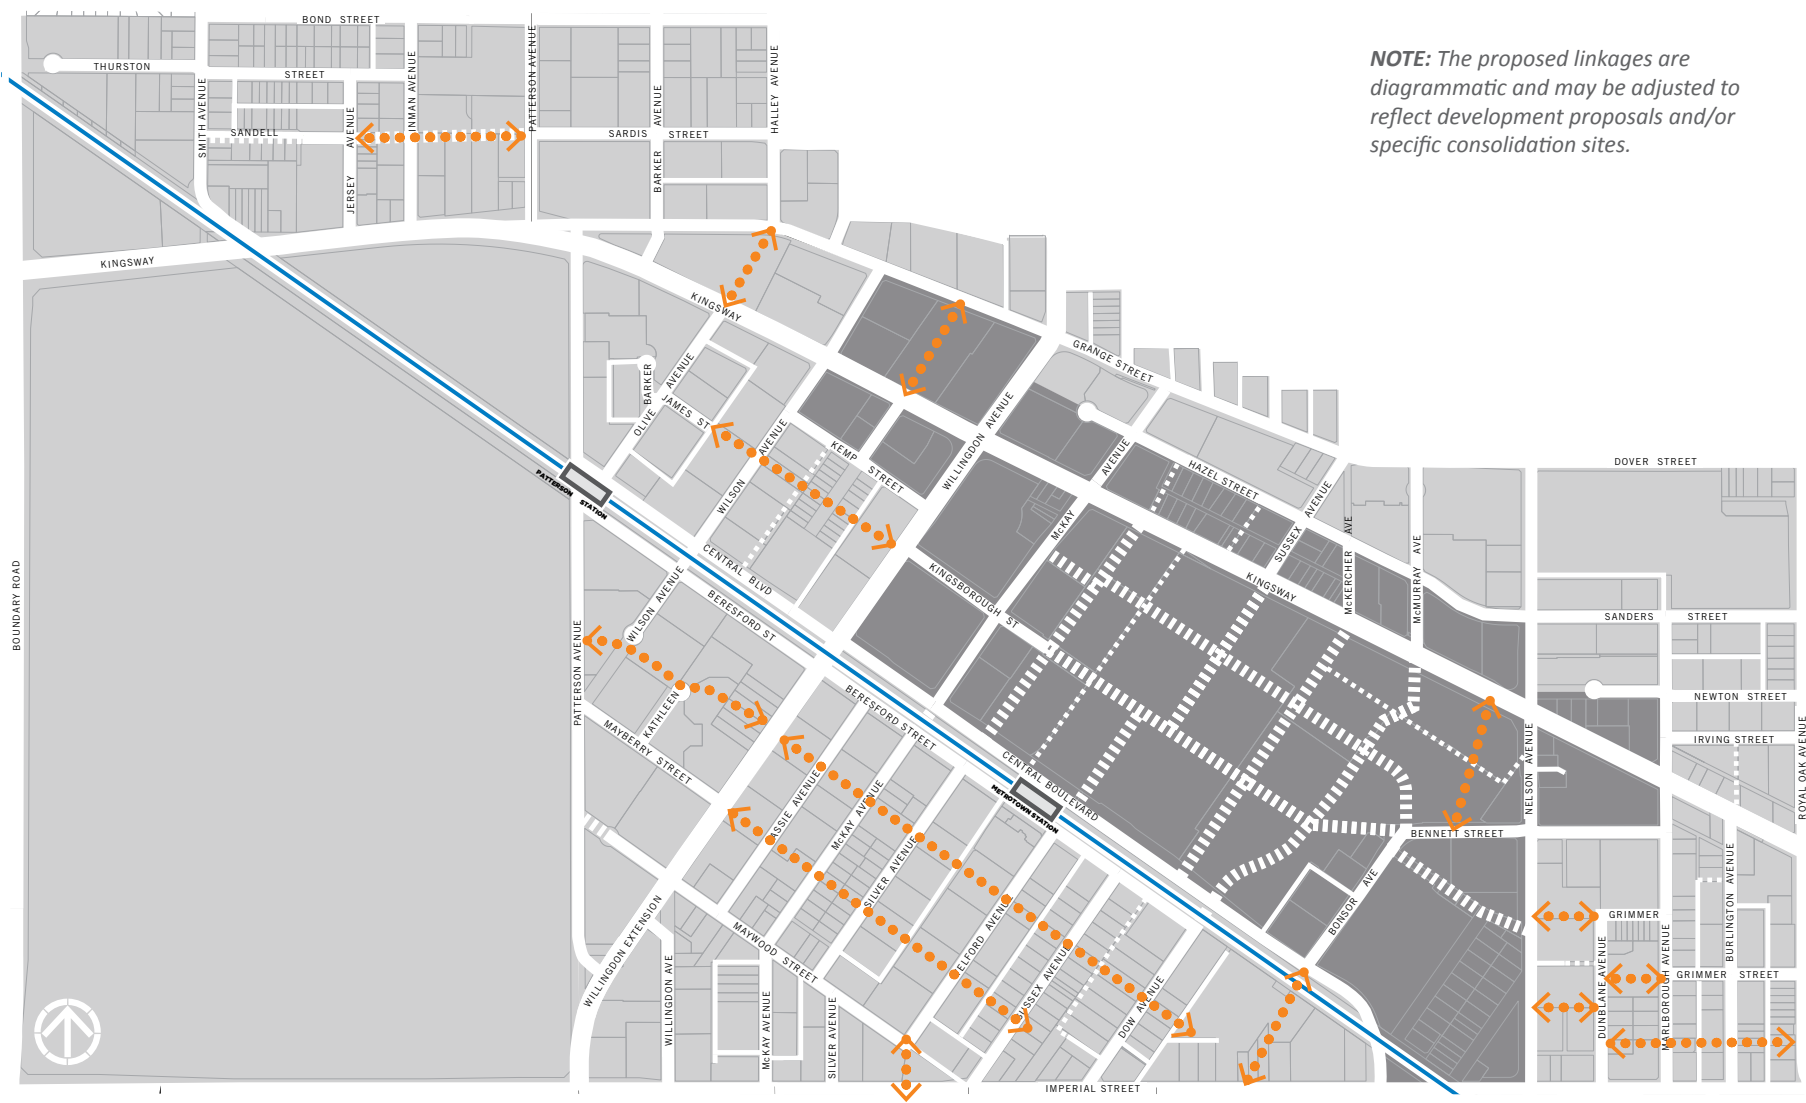 BOND STREET
THURSTON
STREET
SMITH AVENUE
SANDELL
JERSEY
AVENUE
INMAN AVENUE
PATTERSON AVENUE
SARDIS
STREET
BARKER
AVENUE
HALLEY AVENUE
NOTE: The proposed linkages are
diagrammatic and may be adjusted to
reflect development proposals and/or
specific consolidation sites.
KINGSWAY
KINGSWAY
GRANGE STREET
BARKER
OLIVE
AVENUE
JAMES ST
WILSON
AVENUE
KEMP
STREET
WILLINGDON AVENUE
AVENUE
McKAY
HAZEL STREET
SUSSEX
AVENUE
McKERCHER
AVE
McMURRAY AVE
DOVER STREET
PATTERSON
STATION
CENTRAL BLVD
BERESFORD ST
KINGSBOROUGH ST
KINGSWAY
SANDERS
STREET
NEWTON STREET
IRVING STREET
ROYAL OAK AVENUE
NELSON AVENUE
BOUNDARY ROAD
PATTERSON AVENUE
WILSON AVENUE
KATHLEEN
MAYBERRY STREET
BERESFORD STREET
CENTRAL BOULEVARD
METROTOWN STATION
BENNETT STREET
ASSIE AVENUE
McKAY AVENUE
SILVER AVENUE
ELFORD AVENU
USSEX AVENUE
DOW AVENUE
BONSOR AVE
MAYWOOD STREET
WILLINGDON EXTENSION
WILLINGDON AVE
McKAY AVENUE
SILVER AVENUE
GRIMMER
GRIMMER STREET
DUNBLANE AVENUE
MARLBOROUGH AVENUE
BURLINGTON AVENUE
IMPERIAL STREET